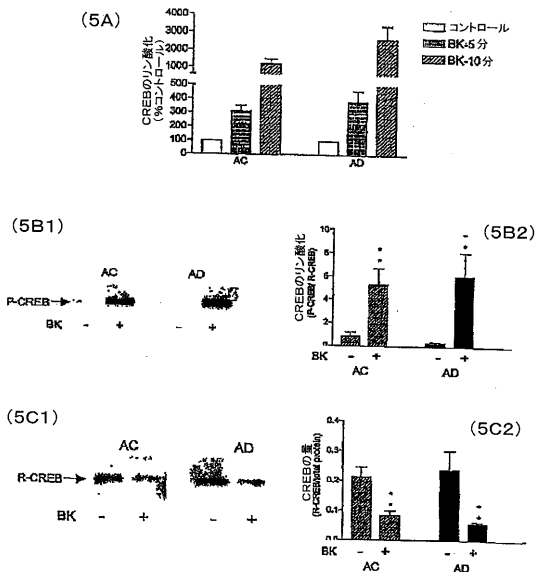 (5A)
CREBのリン酸化
(%コントロール)
4000
3000
2000
1000
500
400
300
200
100
0
コントロール
BK-5分
BK-10分
AC
AD
(5B1)
AC
AD
P-CREB
BK
-
+
-
+
(5B2)
CREBのリン酸化
(P-CREB/ R-CREB)
10
8
6
4
2
0
BK
-
+
-
+
AC
AD
(5C1)
AC
AD
R-CREB
BK
-
+
-
+
(5C2)
CREBの量
(R-CREB/total protein)
0.4
0.3
0.2
0.1
0.0
BK
-
+
-
+
AC
AD